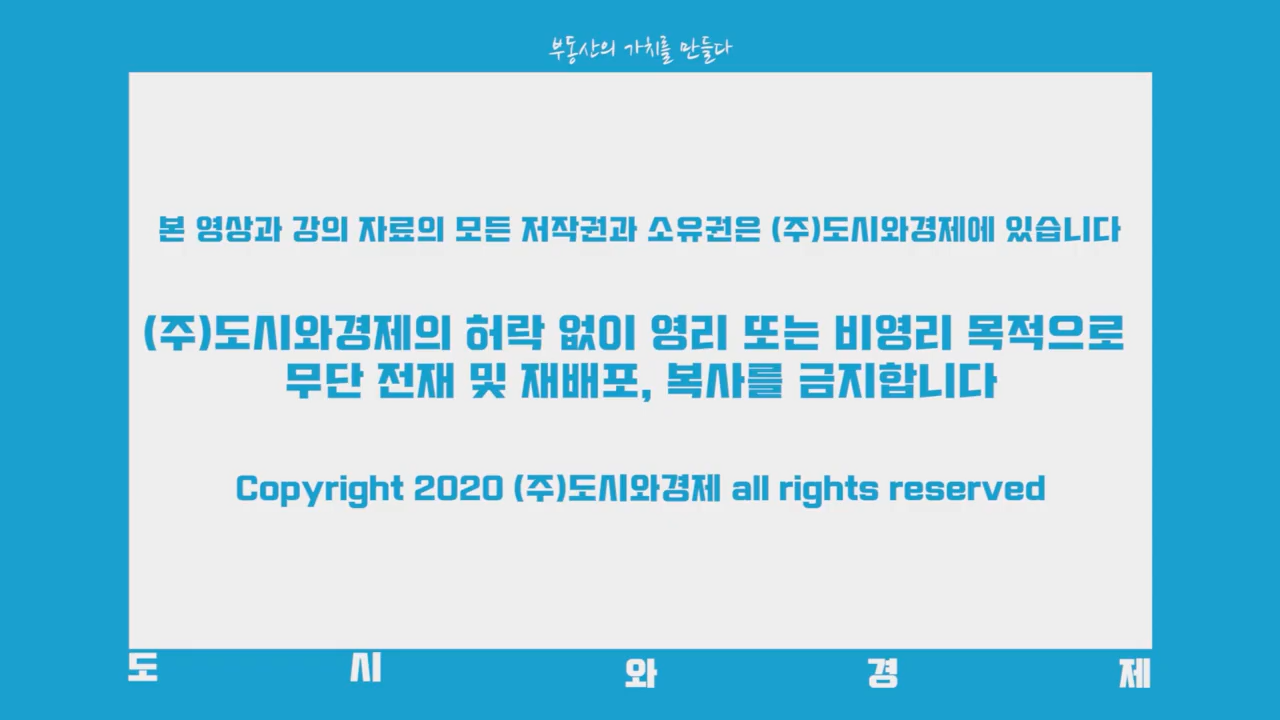 부동산의 가치를 만들다
본 영상과 강의 자료의 모든 저작권과 소유권은 (주)도시와경제에 있습니다
(주)도시와경제의 허락 없이 영리 또는 비영리 목적으로
무단 전재 및 재배포, 복사를 금지합니다
Copyright 2020 (주)도시와경제 all rights reserved
도 시 와 경 제